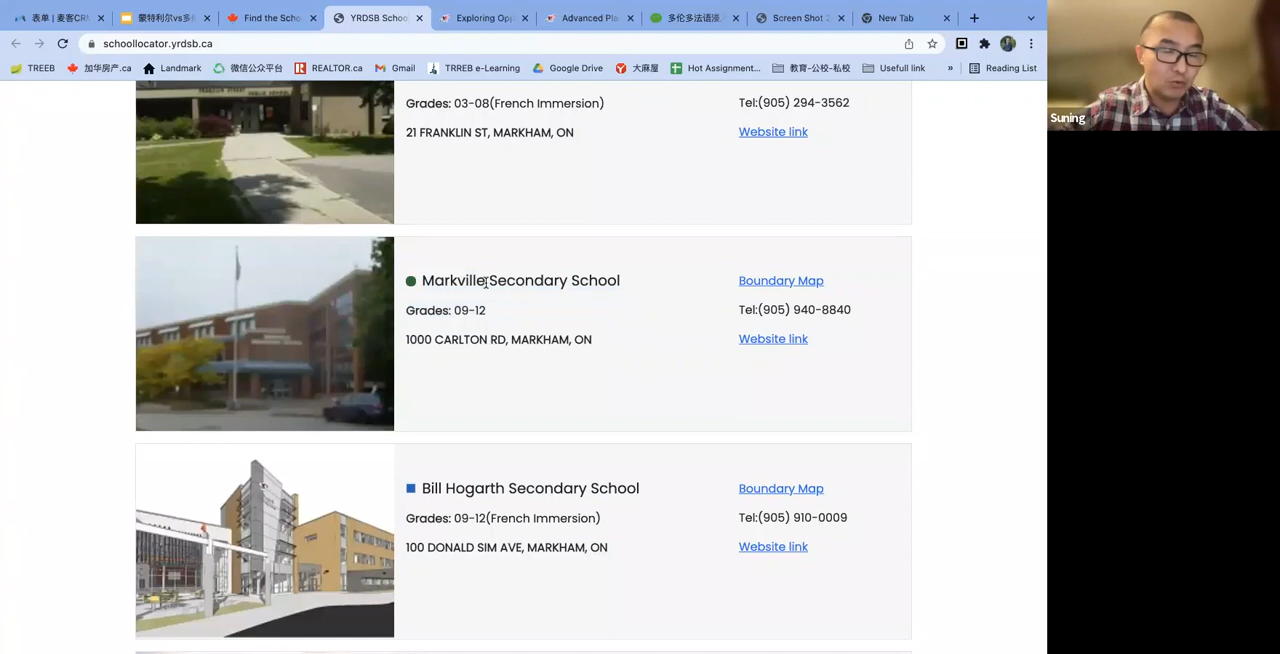 表单 | 麦客CRM
蒙特利尔vs多伦
Find the Scho
YRDSB Schoo
Exploring Opp
Advanced Pla
多伦多法语浸入
Screen Shot 2
New Tab
schoollocator.yrdsb.ca
TREEB
加华房产.ca
Landmark
微信公众平台
REALTOR.ca
Gmail
TRREB e-Learning
Google Drive
大麻屋
Hot Assignment...
教育-公校-私校
Usefull link
»
Reading List
Grades: 03-08(French Immersion)
Tel:(905) 294-3562
21 FRANKLIN ST, MARKHAM, ON
Website link
Markville Secondary School
Boundary Map
Grades: 09-12
Tel:(905) 940-8840
1000 CARLTON RD, MARKHAM, ON
Website link
Bill Hogarth Secondary School
Boundary Map
Grades: 09-12(French Immersion)
Tel:(905) 910-0009
100 DONALD SIM AVE, MARKHAM, ON
Website link
Suning